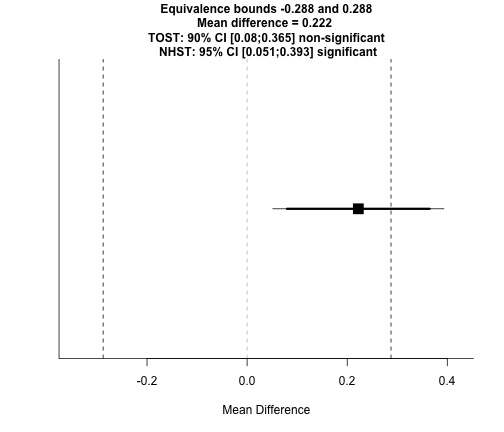 Equivalence bounds -0.288 and 0.288
Mean difference = 0.222
TOST: 90% CI [0.08;0.365] non-significant
NHST: 95% CI [0.051;0.393] significant
-0.2 0.0 0.2 0.4
Mean Difference